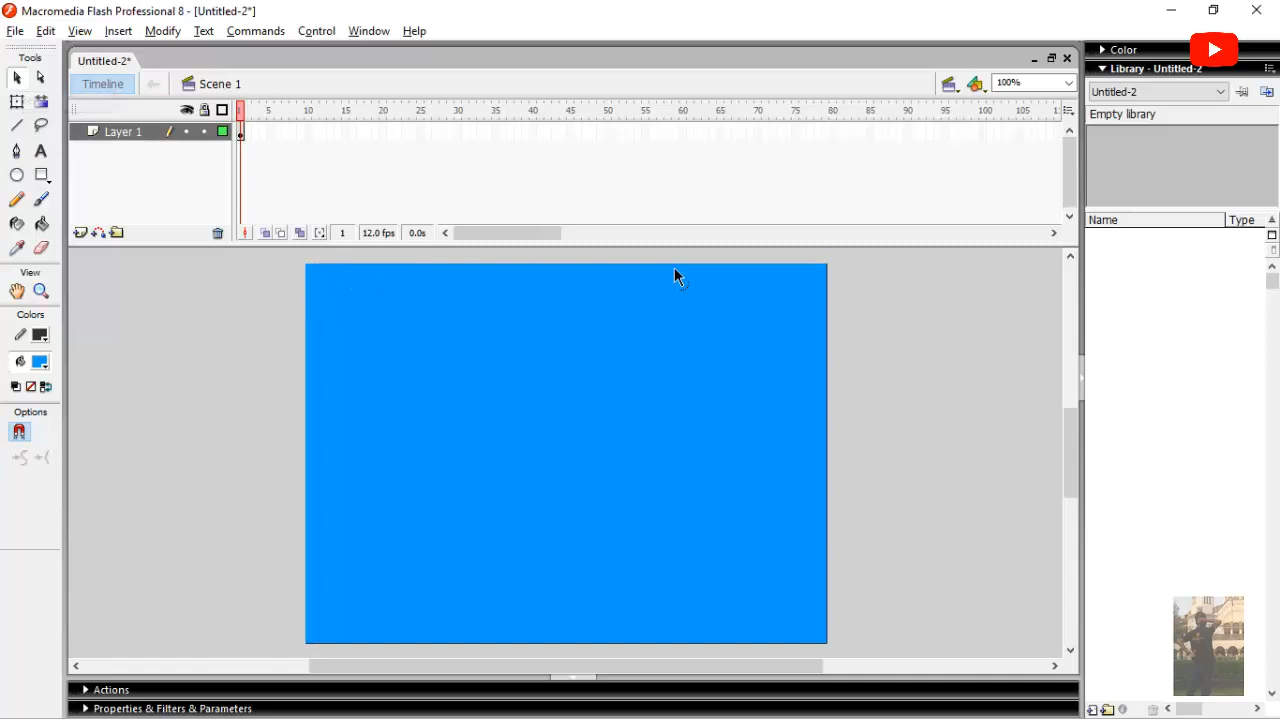 Macromedia Flash Professional 8 - [Untitled-2*]
File Edit View Insert Modify Text Commands Control Window Help
Tools
Untitled-2*
Color
Library - Untitled-2
Timeline
Scene 1
100%
Untitled-2
5 10 15 20 25 30 35 40 45 50 55 60 65 70 75 80 85 90 95 100 105
Empty library
Layer 1
Name Type
1 12.0 fps 0.0s
View
Colors
Options
Actions
Properties & Filters & Parameters